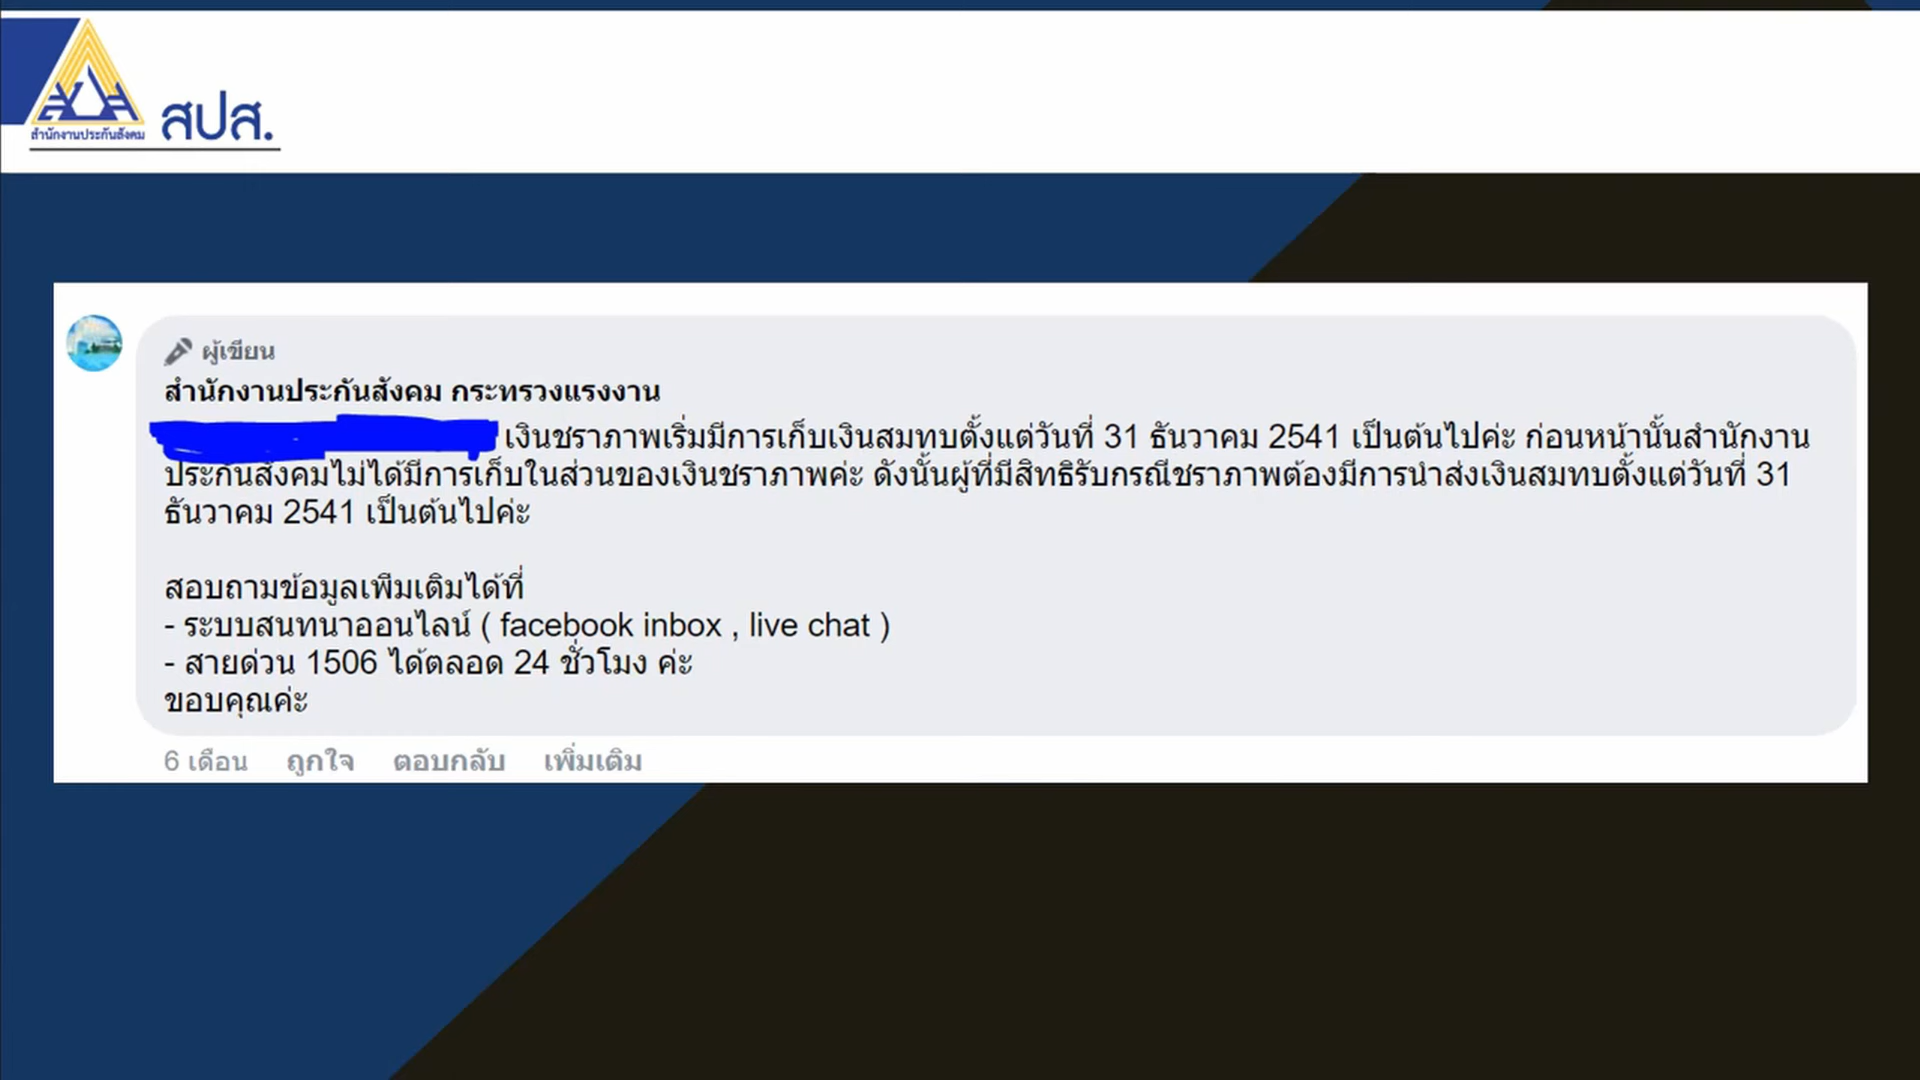 สำนักงานประกันสังคม
สปส.
ผู้เขียน
สำนักงานประกันสังคม กระทรวงแรงงาน
เงินชราภาพเริ่มมีการเก็บเงินสมทบตั้งแต่วันที่ 31 ธันวาคม 2541 เป็นต้นไปค่ะ ก่อนหน้านั้นสำนักงาน
ประกันสังคมไม่ได้มีการเก็บในส่วนของเงินชราภาพค่ะ ดังนั้นผู้ที่มีสิทธิรับกรณีชราภาพต้องมีการนำส่งเงินสมทบตั้งแต่วันที่ 31
ธันวาคม 2541 เป็นต้นไปค่ะ
สอบถามข้อมูลเพิ่มเติมได้ที่
- ระบบสนทนาออนไลน์ ( facebook inbox , live chat )
- สายด่วน 1506 ได้ตลอด 24 ชั่วโมง ค่ะ
ขอบคุณค่ะ
6 เดือน ถูกใจ ตอบกลับ เพิ่มเติม